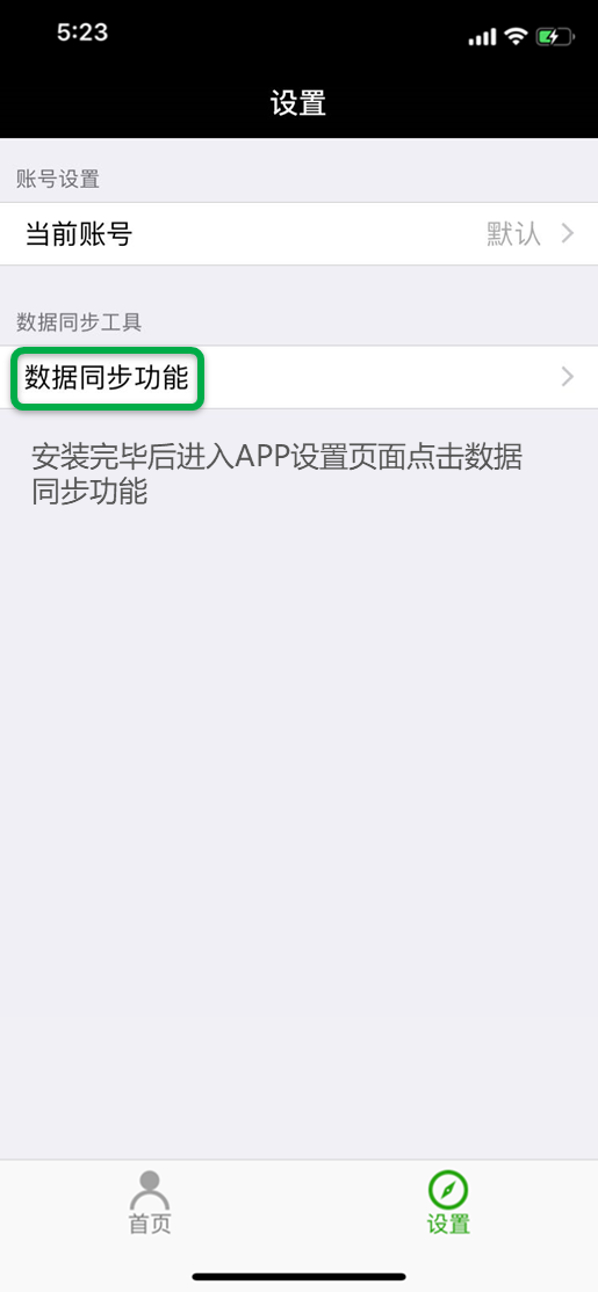 5:23
设置
账号设置
当前账号 默认
数据同步工具
数据同步功能
安装完毕后进入APP设置页面点击数据
同步功能
首页 设置